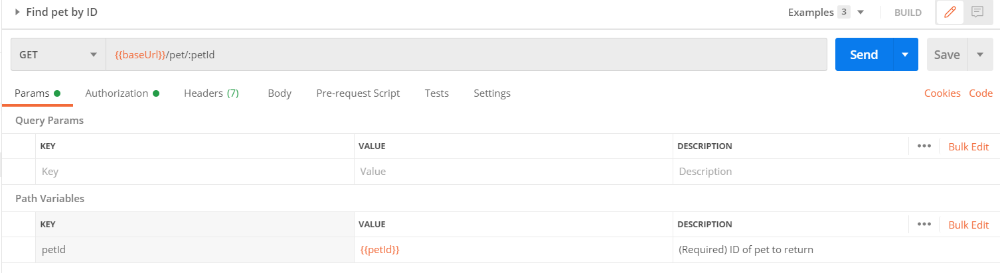 Find pet by ID Examples 3 BUILD
GET {{baseUrl}}/pet/:petId Send Save
Params Authorization Headers (7) Body Pre-request Script Tests Settings Cookies Code
Query Params
KEY VALUE DESCRIPTION ••• Bulk Edit
Key Value Description
Path Variables
KEY VALUE DESCRIPTION ••• Bulk Edit
petId {{petId}} (Required) ID of pet to return